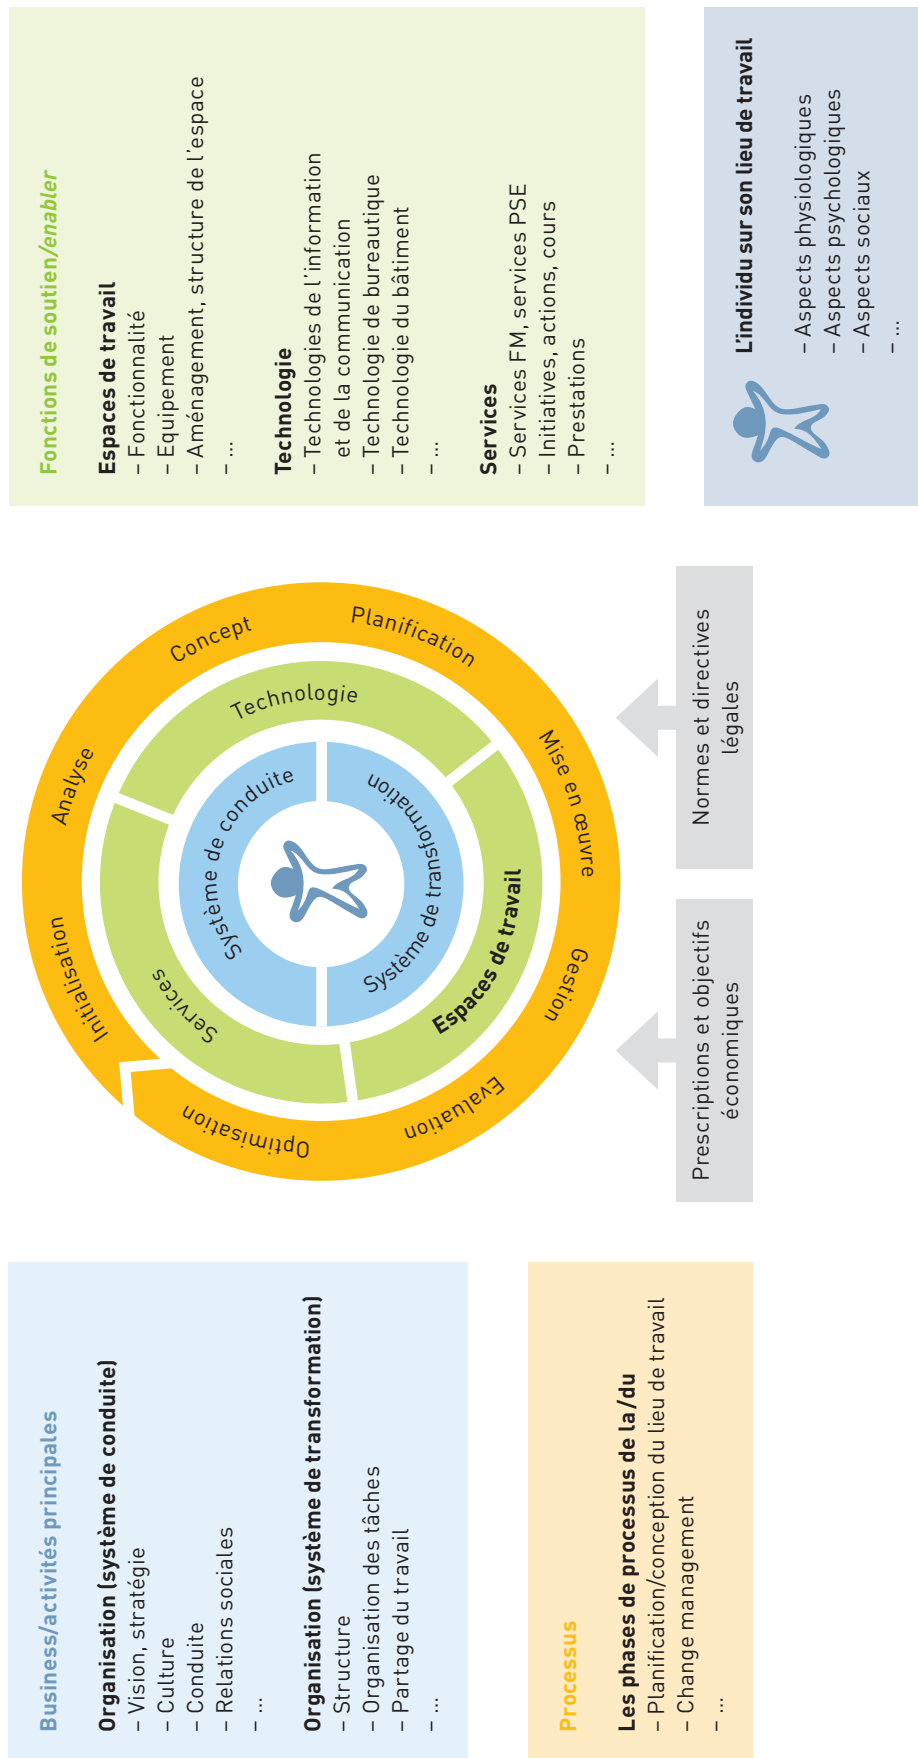 Business/activités principales
Organisation (système de conduite)
– Vision, stratégie
– Culture
– Conduite
– Relations sociales
– ...
Organisation (système de transformation)
– Structure
– Organisation des tâches
– Partage du travail
– ...
Processus
Les phases de processus de la/du
– Planification/conception du lieu de travail
– Change management
– ...
Initialisation
Analyse
Concept
Planification
Mise en œuvre
Gestion
Evaluation
Optimisation
Services
Technologie
Espaces de travail
Système de conduite
Système de transformation
Prescriptions et objectifs
économiques
Normes et directives
légales
Fonctions de soutien/enabler
Espaces de travail
– Fonctionnalité
– Equipement
– Aménagement, structure de l'espace
– ...
Technologie
– Technologies de l'information
et de la communication
– Technologie de bureautique
– Technologie du bâtiment
– ...
Services
– Services FM, services PSE
– Initiatives, actions, cours
– Prestations
– ...
L'individu sur son lieu de travail
– Aspects physiologiques
– Aspects psychologiques
– Aspects sociaux
– ...